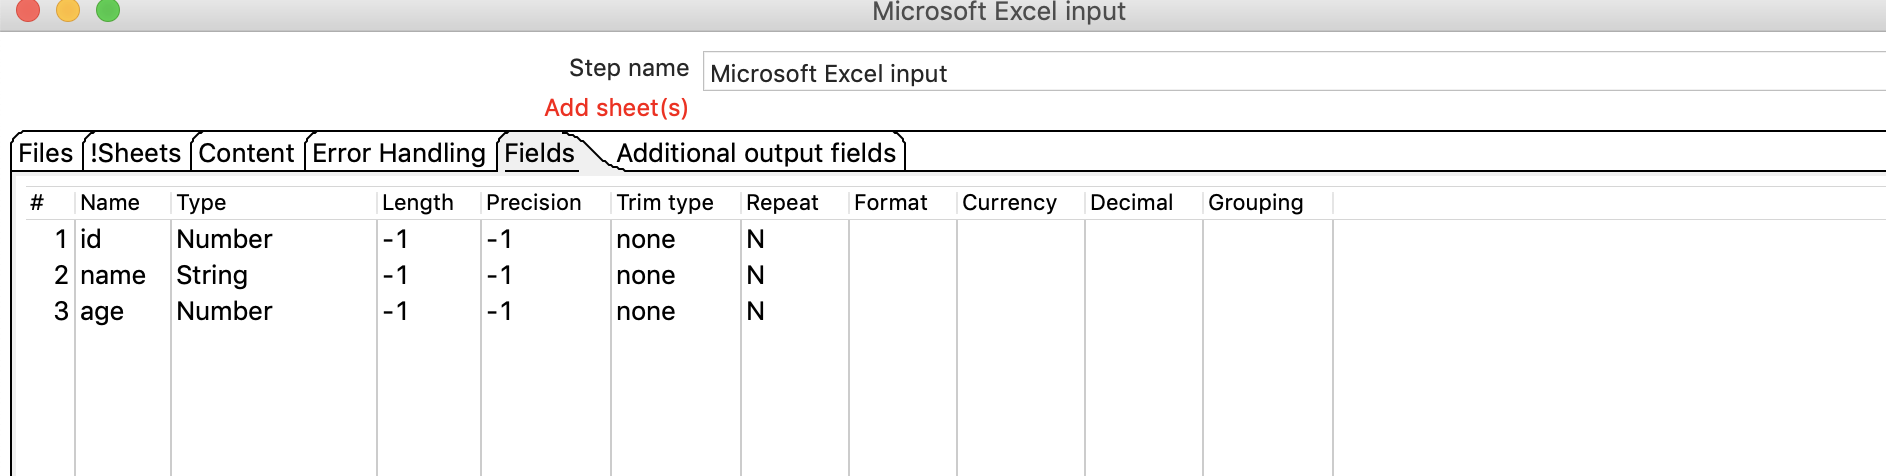 Microsoft Excel input
Step name Microsoft Excel input
Add sheet(s)
Files !Sheets Content Error Handling Fields Additional output fields
# Name Type Length Precision Trim type Repeat Format Currency Decimal Grouping
1 id Number -1 -1 none N
2 name String -1 -1 none N
3 age Number -1 -1 none N